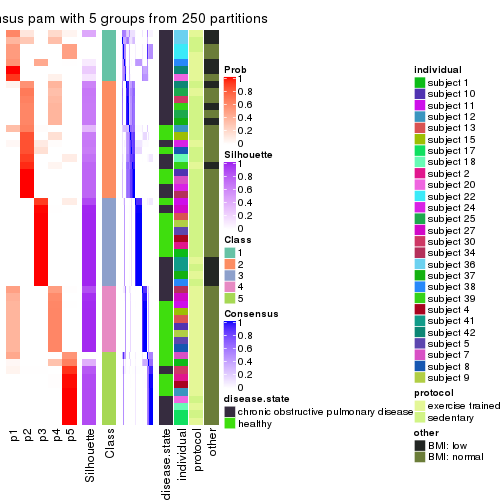 sus pam with 5 groups from 250 partitions
p1
p2
p3
p4
p5
Silhouette
Class
disease.state
individual
protocol
other
Prob
1
0.8
0.6
0.4
0.2
0
Silhouette
1
0.8
0.6
0.4
0.2
0
Class
1
2
3
4
5
Consensus
1
0.8
0.6
0.4
0.2
0
disease.state
chronic obstructive pulmonary disease
healthy
individual
subject 1
subject 10
subject 11
subject 12
subject 13
subject 15
subject 17
subject 18
subject 2
subject 20
subject 22
subject 24
subject 25
subject 27
subject 30
subject 34
subject 36
subject 37
subject 38
subject 39
subject 4
subject 41
subject 42
subject 5
subject 7
subject 8
subject 9
protocol
exercise trained
sedentary
other
BMI: low
BMI: normal